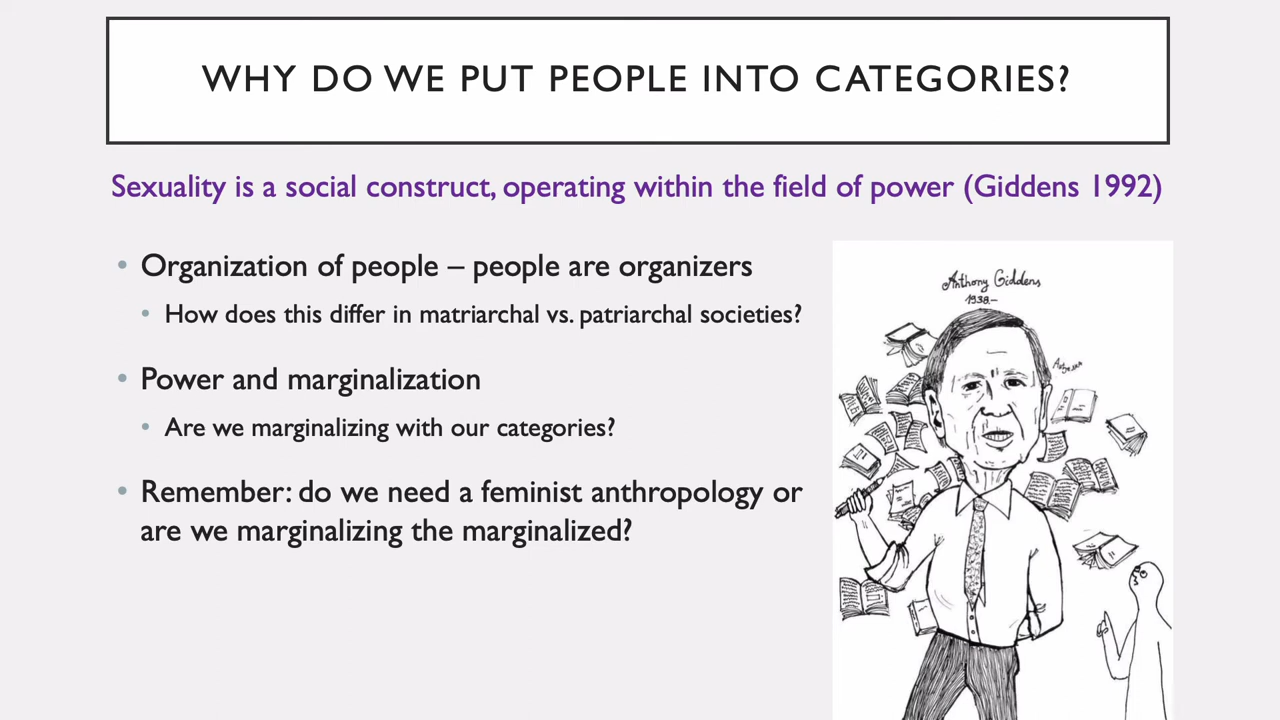 WHY DO WE PUT PEOPLE INTO CATEGORIES?
Sexuality is a social construct, operating within the field of power (Giddens 1992)
• Organization of people – people are organizers
• How does this differ in matriarchal vs. patriarchal societies?
• Power and marginalization
• Are we marginalizing with our categories?
• Remember: do we need a feminist anthropology or
are we marginalizing the marginalized?
Anthony Giddens
1938.–